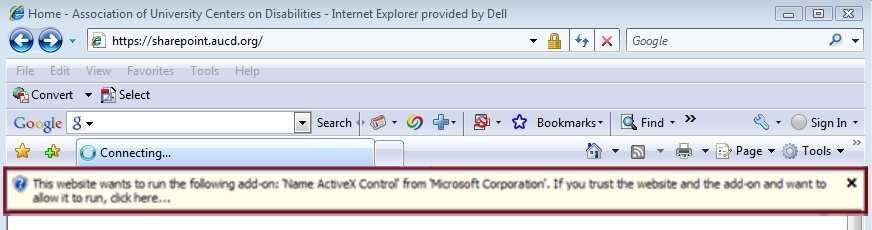 Home - Association of University Centers on Disabilities - Internet Explorer provided by Dell
https://sharepoint.aucd.org/ Google
File Edit View Favorites Tools Help
Convert Select
Google g Search Bookmarks Find » Sign In
Connecting... Page Tools »
This website wants to run the following add-on: 'Name ActiveX Control' from 'Microsoft Corporation'. If you trust the website and the add-on and want to
allow it to run, click here...